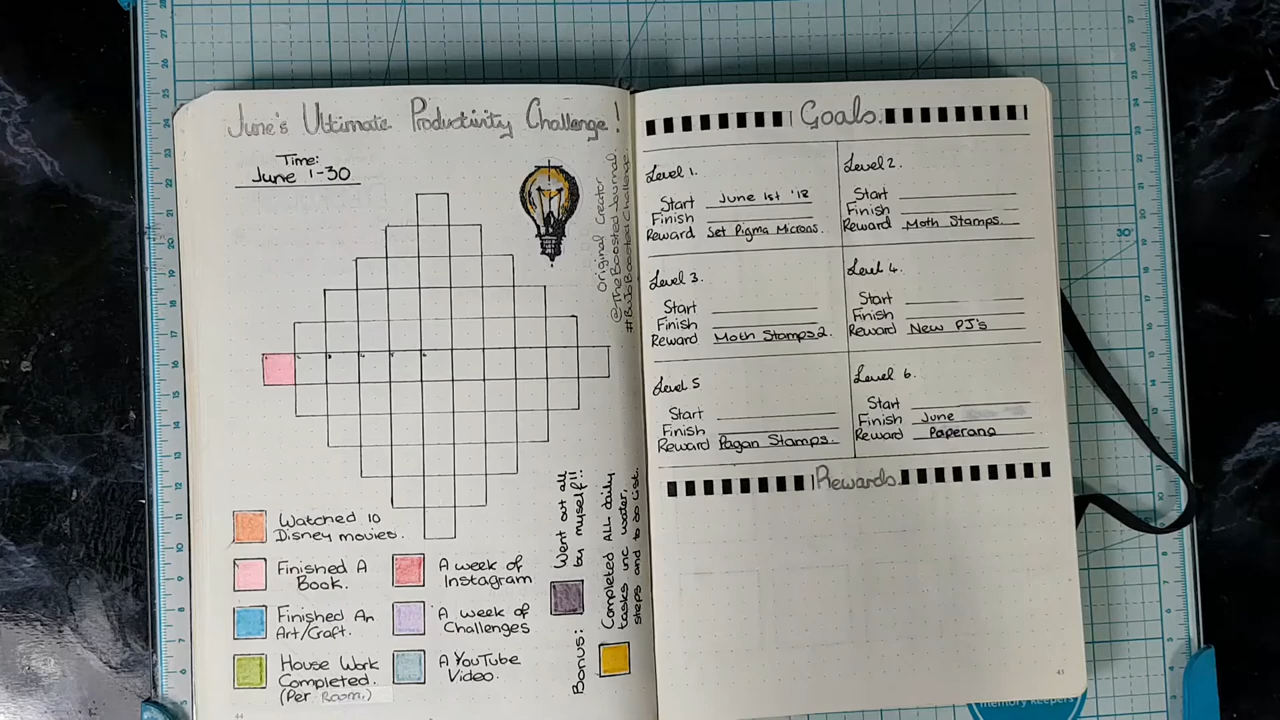 June's Ultimate Productivity Challenge!
Time:
June 1-30
Original Creator
@TheBoostedJournal.
#BuJoBoostedChallenge.
Watched 10
Disney movies.
Finished A
Book.
Finished An
Art/Craft.
House Work
Completed.
(Per Room.)
A week of
Instagram
A week of
Challenges
A YouTube
Video.
Went out all
by myself!!
Bonus:
Completed ALL daily
tasks inc water,
steps and to do list.
44
Goals.
Level 1.
Start June 1st '18
Finish
Reward Set Pigma Microns.
Level 2.
Start
Finish
Reward Moth Stamps.
Level 3.
Start
Finish
Reward Moth Stamps 2.
Level 4.
Start
Finish
Reward New PJ's
Level 5
Start
Finish
Reward Pagan Stamps.
Level 6.
Start
Finish June
Reward Paperang
Rewards.
45
memory keepers